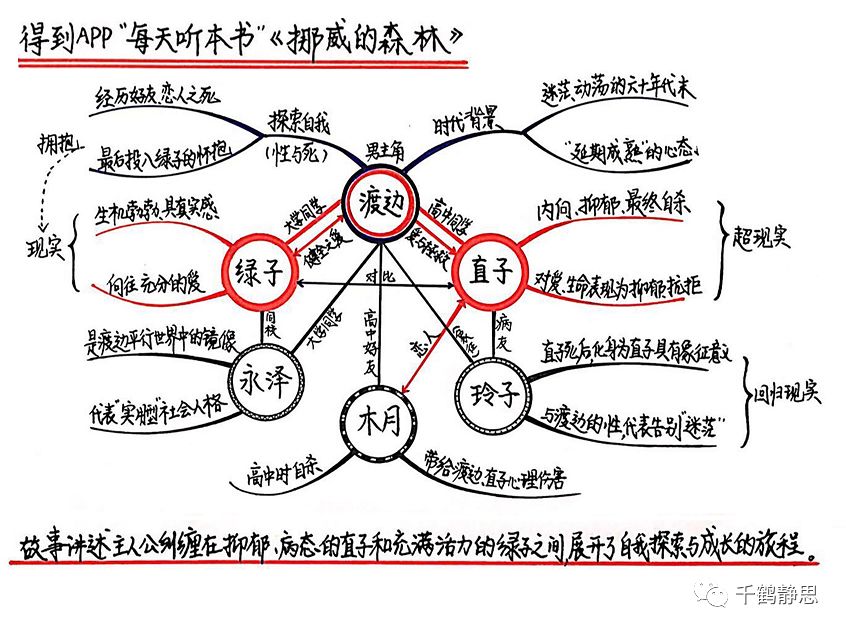 得到APP"每天听本书"《挪威的森林》
经历好友、恋人之死
探索自我
(性与死)
最后投入绿子的怀抱
拥抱
时代背景
迷茫、动荡的六十年代末
"延期成熟"的心态
男主角
渡边
生机勃勃,具真实感
现实
向往充分的爱
大学同学
健全之爱
绿子
高中同学
爱与拯救
直子
内向、抑郁、最终自杀
超现实
对爱、生命表现为抑郁、抗拒
对比
同校
大学同学
高中好友
恋人
病友
是渡边平行世界中的镜像
永泽
代表"实用型"社会人格
木月
高中时自杀
带给渡边、直子心理伤害
玲子
直子死后,化身为直子具有象征意义
回归现实
与渡边的性,代表告别"迷茫"
故事讲述主人公纠缠在抑郁、病态的直子和充满活力的绿子之间,展开了自我探索与成长的旅程。
千鹤静思